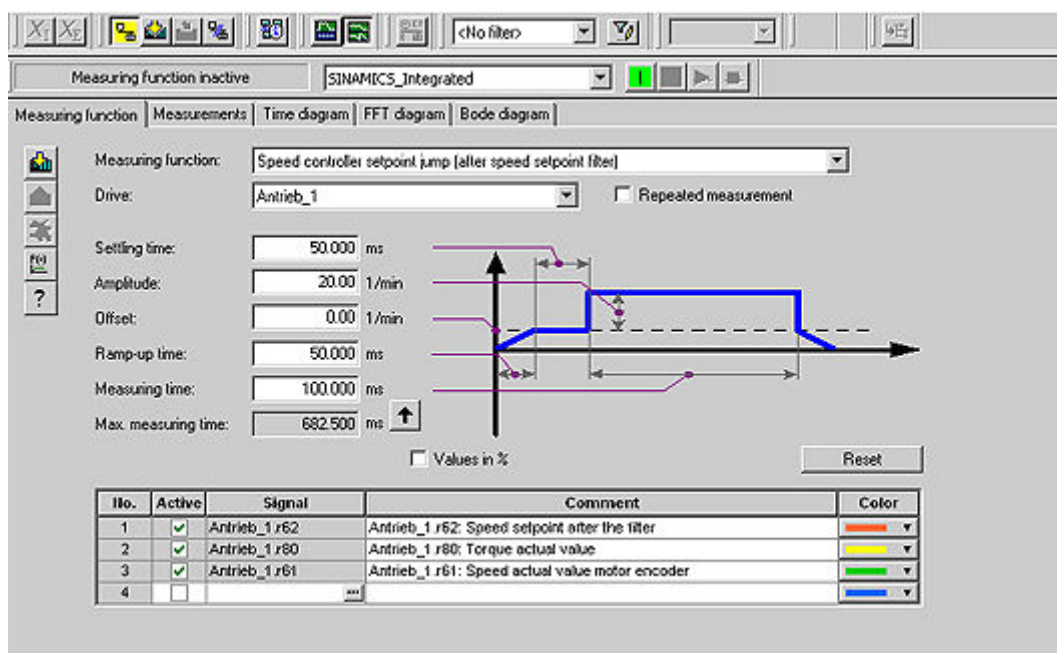 X_T X_E <No filter>
Measuring function inactive SINAMICS_Integrated
Measuring function Measurements Time diagram FFT diagram Bode diagram
Measuring function: Speed controller setpoint jump (after speed setpoint filter)
Drive: Antrieb_1 Repeated measurement
Settling time: 50.000 ms
Amplitude: 20.00 1/min
?
Offset: 0.00 1/min
Ramp-up time: 50.000 ms
Measuring time: 100.000 ms
Max. measuring time: 682.500 ms
Values in % Reset
No. Active Signal Comment Color
1 Antrieb_1.r62 Antrieb_1.r62: Speed setpoint after the filter
2 Antrieb_1.r80 Antrieb_1.r80: Torque actual value
3 Antrieb_1.r61 Antrieb_1.r61: Speed actual value motor encoder
4 ...